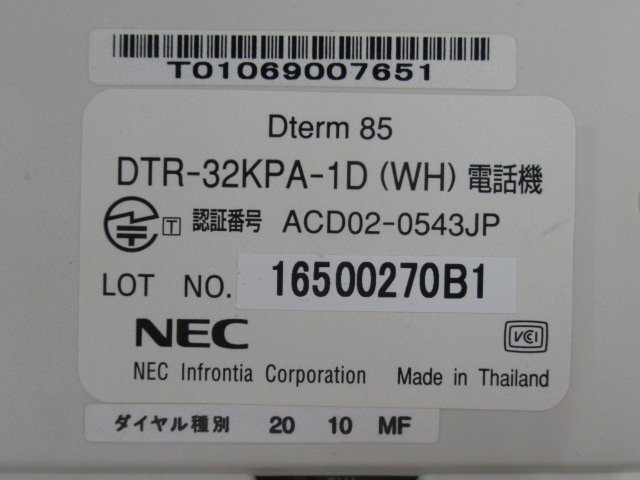 T01069007651
Dterm 85
DTR-32KPA-1D (WH) 電話機
T 認証番号 ACD02-0543JP
LOT NO. 16500270B1
NEC
VCI
NEC Infrontia Corporation Made in Thailand
ダイヤル種別 20 10 MF